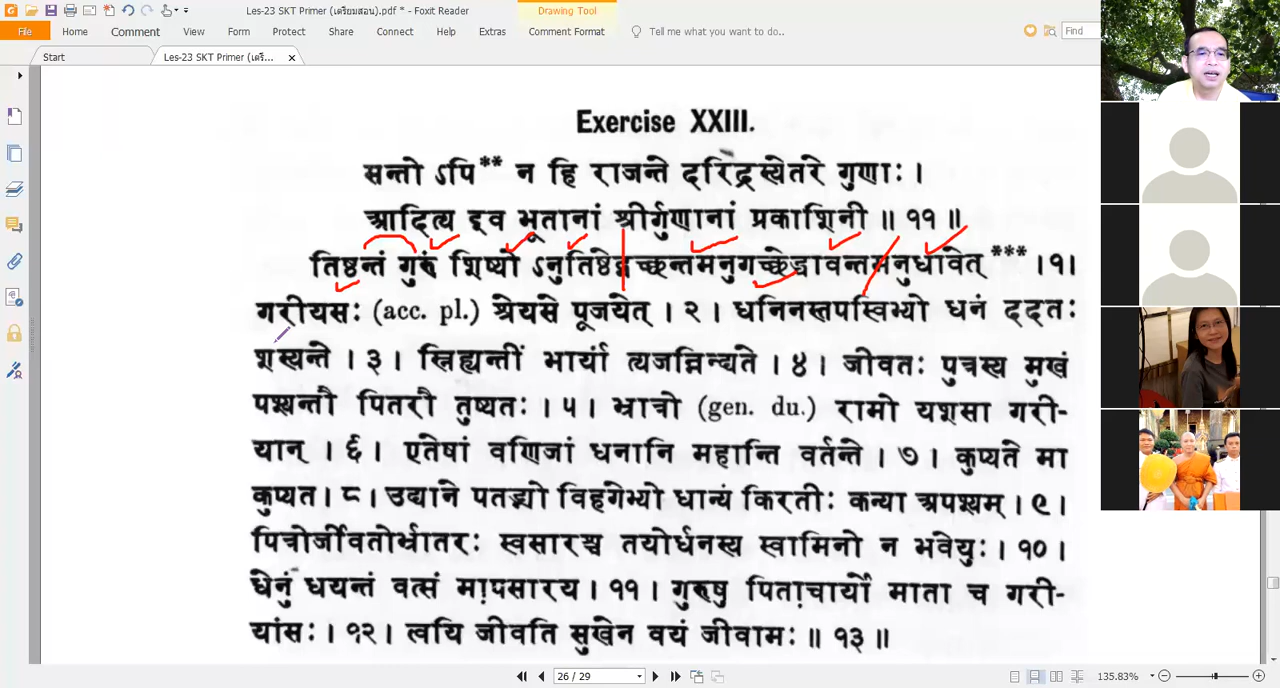 Les-23 SKT Primer (เตรียมสอน).pdf * - Foxit Reader
Drawing Tool
File Home Comment View Form Protect Share Connect Help Extras Comment Format Tell me what you want to do.. Find
Start Les-23 SKT Primer (เตรี...
Exercise XXIII.
सन्तो ऽपि ** न हि राजन्ते दरिद्रस्येतरे गुणाः ।
आदित्य इव भूतानां श्रीर्गुणानां प्रकाशिनी ॥ ११ ॥
तिष्ठन्तं गुरुं शिष्यो ऽनुतिष्ठेद्गच्छन्तमनुगच्छेद्धावन्तमनुधावेत् *** । १ ।
गरीयसः (acc. pl.) श्रेयसे पूजयेत् । २ । धनिनस्तपस्विभ्यो धनं ददतः
शस्यन्ते । ३ । स्निह्यन्तीं भार्यां त्यजन्निन्द्यते । ४ । जीवतः पुत्रस्य मुखं
पश्यन्तौ पितरौ तुष्यतः । ५ । भ्रात्रो (gen. du.) रामो यशसा गरी-
यान् । ६ । एतेषां वणिजां धनानि महान्ति वर्तन्ते । ७ । कुप्यते मा
कुप्यत । ८ । उद्याने पतद्भ्यो विहगेभ्यो धान्यं किरतीः कन्या अपश्यम् । ९ ।
पित्रोर्जीवतोर्भ्रातरः स्वसारश्च तयोर्धनस्य स्वामिनो न भवेयुः । १० ।
धेनुं धयन्तं वत्सं मापसारय । ११ । गुरुषु पिताचार्यो माता च गरी-
यांसः । १२ । त्वयि जीवति सुखेन वयं जीवामः ॥ १३ ॥
26 / 29 135.83%